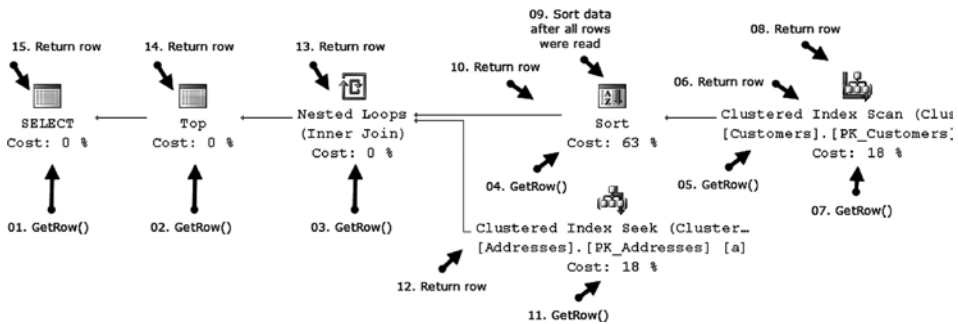 09. Sort data
after all rows
were read
08. Return row
15. Return row
14. Return row
13. Return row
10. Return row
06. Return row
SELECT
Cost: 0 %
Top
Cost: 0 %
Nested Loops
(Inner Join)
Cost: 0 %
Sort
Cost: 63 %
Clustered Index Scan (Clus
[Customers].[PK_Customers]
Cost: 18 %
04. GetRow()
05. GetRow()
07. GetRow()
01. GetRow()
02. GetRow()
03. GetRow()
Clustered Index Seek (Cluster…
[Addresses].[PK_Addresses] [a]
Cost: 18 %
12. Return row
11. GetRow()